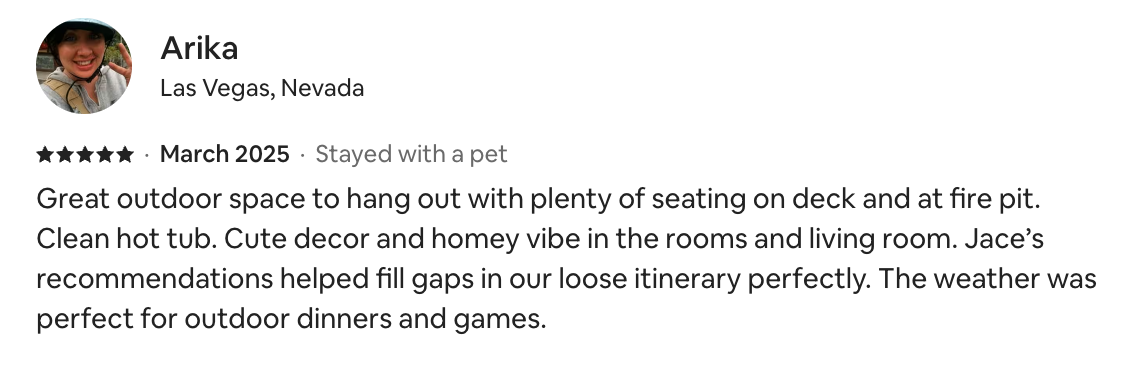 Arika
Las Vegas, Nevada
★★★★★ · March 2025 · Stayed with a pet
Great outdoor space to hang out with plenty of seating on deck and at fire pit.
Clean hot tub. Cute decor and homey vibe in the rooms and living room. Jace’s
recommendations helped fill gaps in our loose itinerary perfectly. The weather was
perfect for outdoor dinners and games.